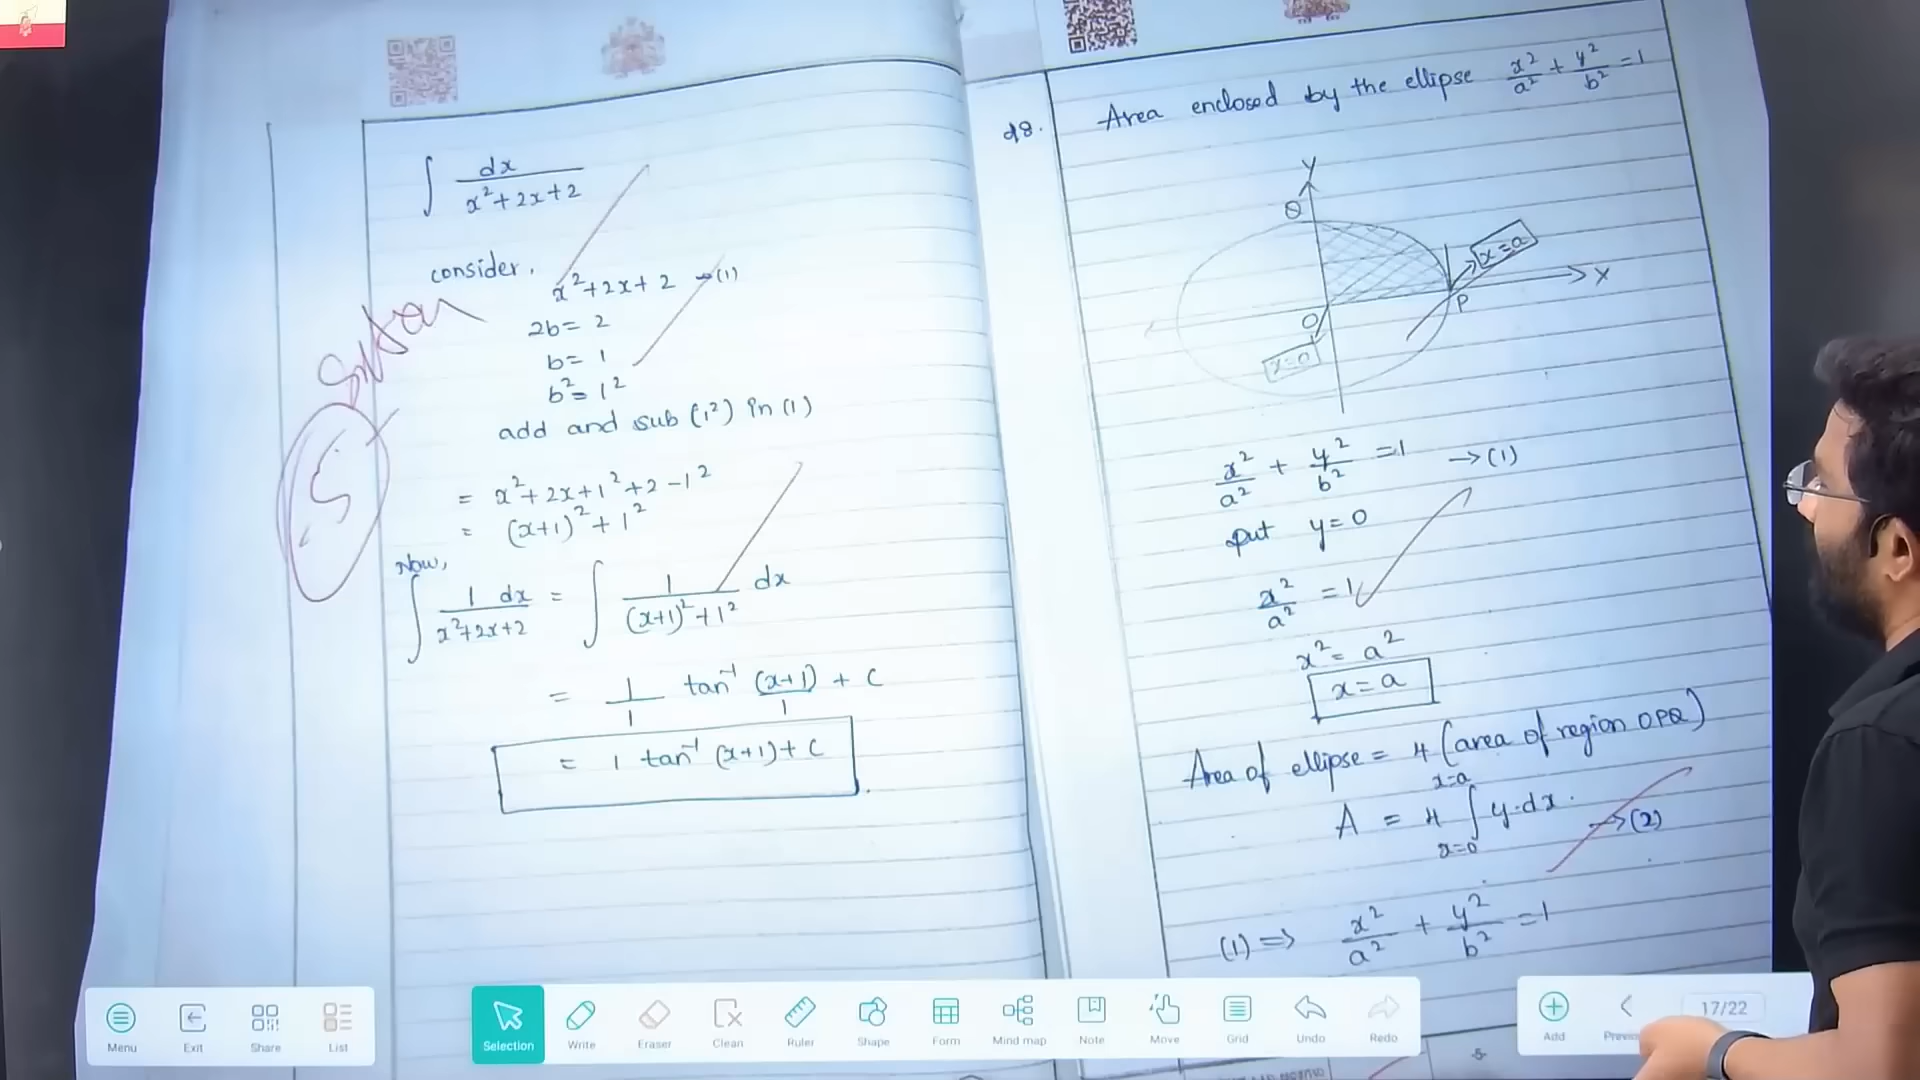 ∫ dx / x²+2x+2
consider,
x²+2x+2 →(1)
2b = 2
b = 1
b² = 1²
add and sub (1²) in (1)
= x²+2x+1²+2-1²
= (x+1)²+1²
Now,
∫ 1 dx / x²+2x+2 = ∫ 1 / (x+1)²+1² dx
= 1/1 tan⁻¹ (x+1)/1 + c
= 1 tan⁻¹ (x+1) + c
5
48.
Area enclosed by the ellipse x²/a² + y²/b² = 1
Y
Q
x=a
X
P
O
x=0
x²/a² + y²/b² = 1 →(1)
put y=0
x²/a² = 1
x² = a²
x = a
Area of ellipse = 4 (area of region OPQ)
A = 4 ∫ x=0 x=a y.dx. →(2)
(1) ⇒ x²/a² + y²/b² = 1
Menu Exit Share List
Selection Write Eraser Clean Ruler Shape Form Mind map Note Move Grid Undo Redo
Add 17/22